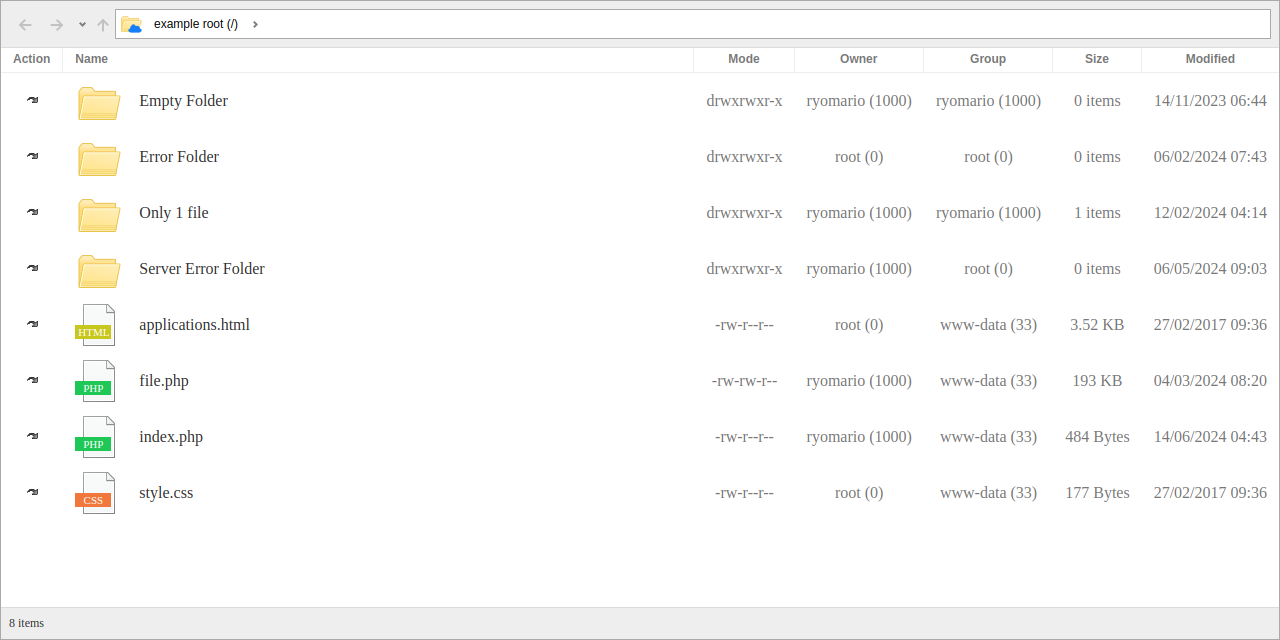 example root (/)
Action Name Mode Owner Group Size Modified
Empty Folder drwxrwxr-x ryomario (1000) ryomario (1000) 0 items 14/11/2023 06:44
Error Folder drwxrwxr-x root (0) root (0) 0 items 06/02/2024 07:43
Only 1 file drwxrwxr-x ryomario (1000) ryomario (1000) 1 items 12/02/2024 04:14
Server Error Folder drwxrwxr-x ryomario (1000) root (0) 0 items 06/05/2024 09:03
HTML applications.html -rw-r--r-- root (0) www-data (33) 3.52 KB 27/02/2017 09:36
PHP file.php -rw-rw-r-- ryomario (1000) www-data (33) 193 KB 04/03/2024 08:20
PHP index.php -rw-r--r-- ryomario (1000) www-data (33) 484 Bytes 14/06/2024 04:43
CSS style.css -rw-r--r-- root (0) www-data (33) 177 Bytes 27/02/2017 09:36
8 items